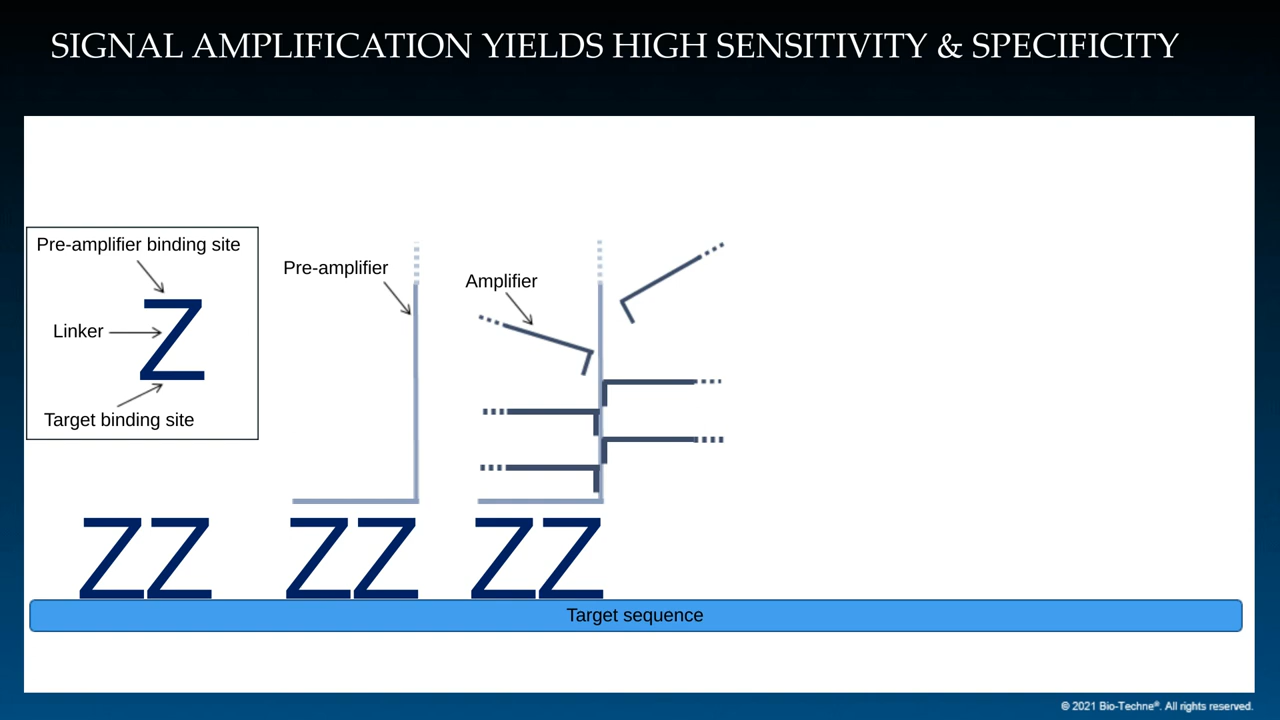 SIGNAL AMPLIFICATION YIELDS HIGH SENSITIVITY & SPECIFICITY
Pre-amplifier binding site
Z
Linker
Target binding site
Pre-amplifier
Amplifier
ZZ ZZ ZZ
Target sequence
© 2021 Bio-Techne®. All rights reserved.